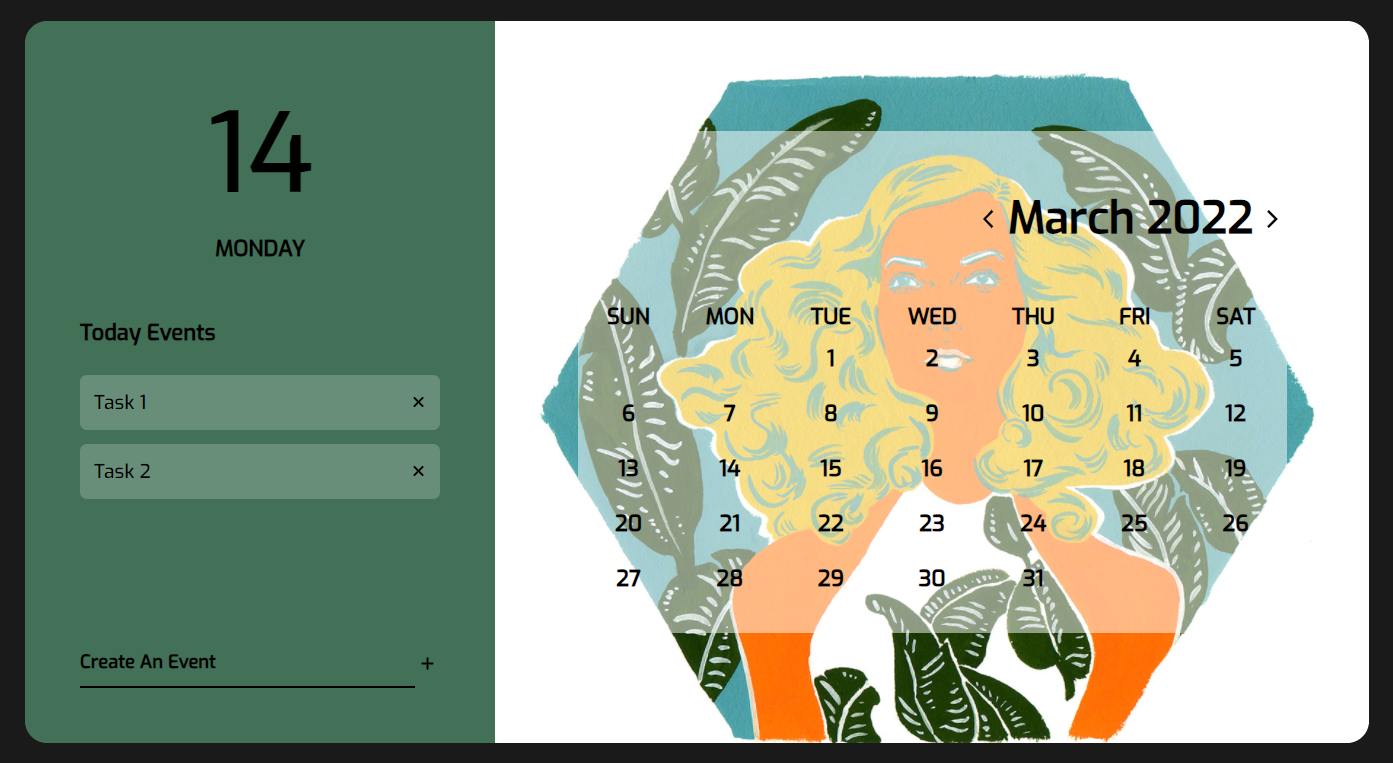 14
MONDAY
Today Events
Task 1 ×
Task 2 ×
Create An Event +
< March 2022 >
SUN MON TUE WED THU FRI SAT
1 2 3 4 5
6 7 8 9 10 11 12
13 14 15 16 17 18 19
20 21 22 23 24 25 26
27 28 29 30 31